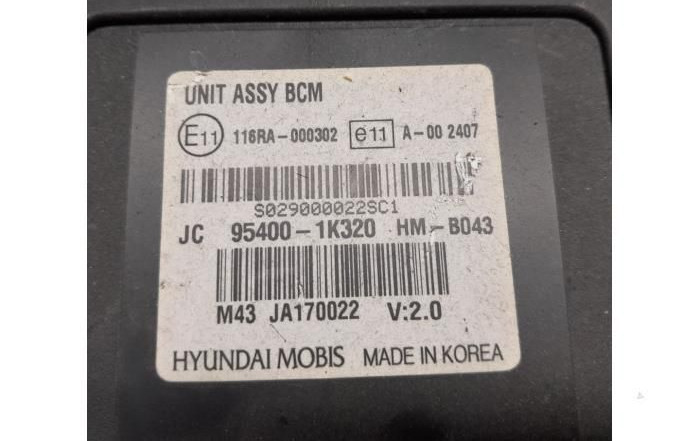 UNIT ASSY BCM
E11 116RA-000302 e11 A-00 2407
S029000022SC1
JC 95400-1K320 HM-B043
M43 JA170022 V:2.0
HYUNDAI MOBIS MADE IN KOREA